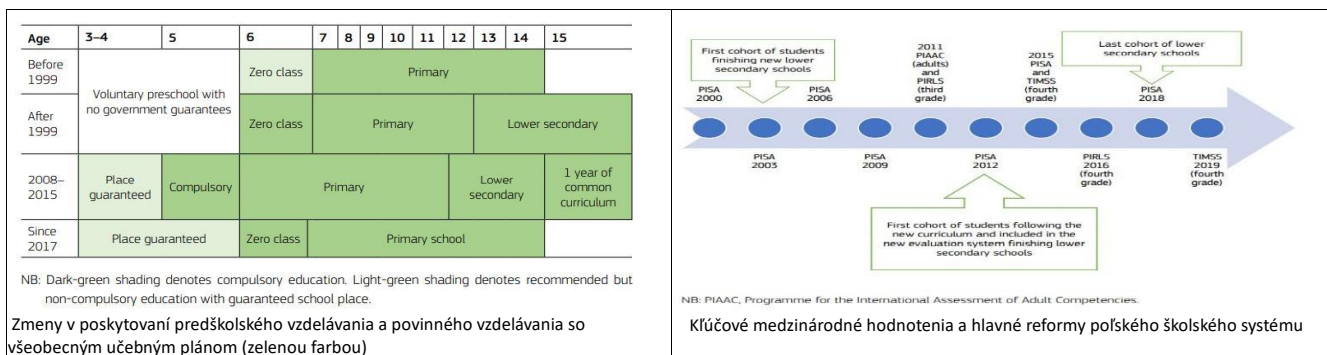 Age 3–4 5 6 7 8 9 10 11 12 13 14 15
Before
1999
Voluntary preschool with
no government guarantees
Zero class
Primary
After
1999
Zero class
Primary
Lower secondary
2008–
2015
Place
guaranteed
Compulsory
Primary
Lower
secondary
1 year of
common
curriculum
Since
2017
Place guaranteed
Zero class
Primary school
NB: Dark-green shading denotes compulsory education. Light-green shading denotes recommended but
non-compulsory education with guaranteed school place.
Zmeny v poskytovaní predškolského vzdelávania a povinného vzdelávania so
všeobecným učebným plánom (zelenou farbou)
First cohort of students
finishing new lower
secondary schools
2011
PIAAC
(adults)
and
PIRLS
(third
grade)
2015
PISA
and
TIMSS
(fourth
grade)
Last cohort of lower
secondary schools
PISA
2000
PISA
2006
PISA
2018
PISA
2003
PISA
2009
PISA
2012
PIRLS
2016
(fourth
grade)
TIMSS
2019
(fourth
grade)
First cohort of students following the
new curriculum and included in the
new evaluation system finishing lower
secondary schools
NB: PIAAC, Programme for the International Assessment of Adult Competencies.
Kľúčové medzinárodné hodnotenia a hlavné reformy poľského školského systému